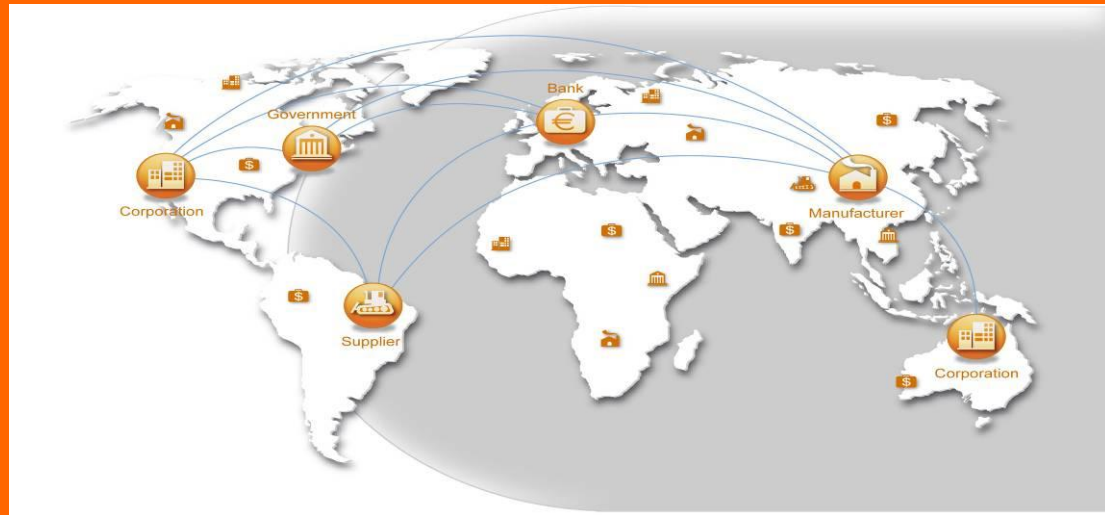 Bank
Government
Corporation
Manufacturer
Supplier
Corporation
€
$
$
$
$
$
$